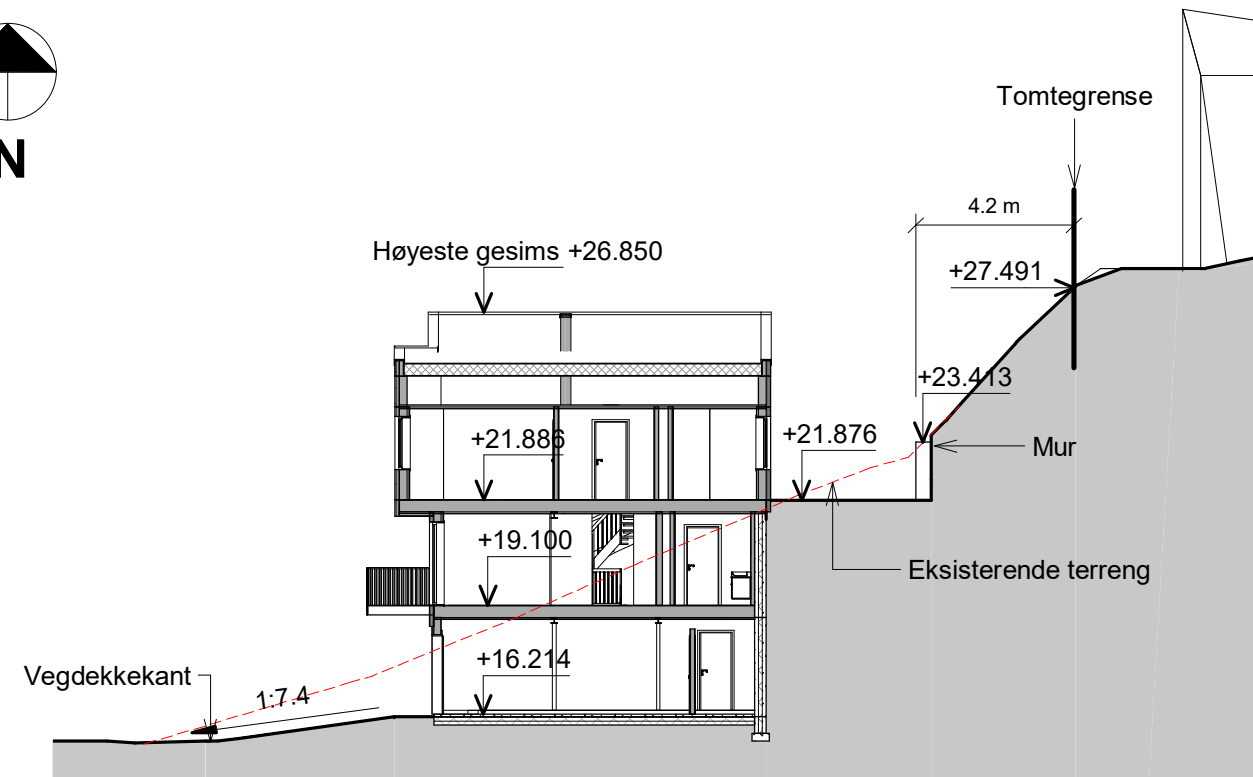 N
Tomtegrense
4.2 m
Høyeste gesims +26.850
+27.491
+23.413
+21.886
+21.876
Mur
+19.100
Eksisterende terreng
+16.214
Vegdekkekant
1:7.4